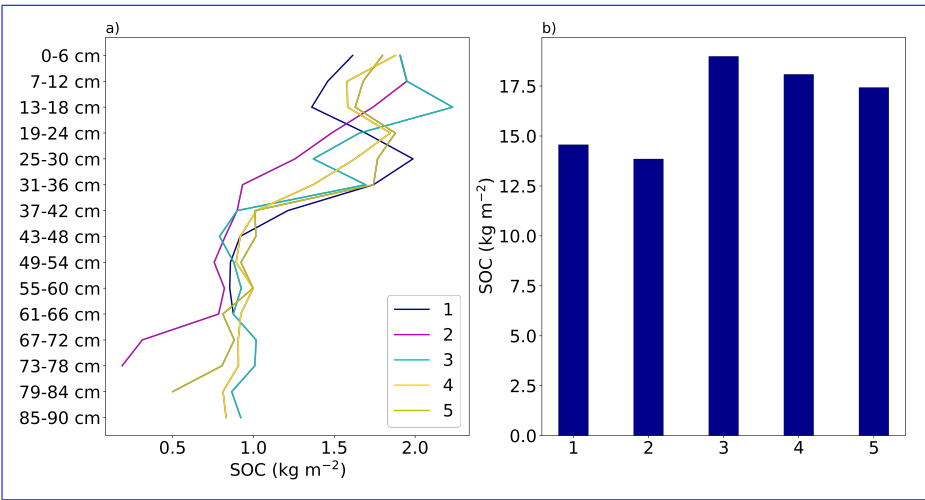 a)
0-6 cm
7-12 cm
13-18 cm
19-24 cm
25-30 cm
31-36 cm
37-42 cm
43-48 cm
49-54 cm
55-60 cm
61-66 cm
67-72 cm
73-78 cm
79-84 cm
85-90 cm
0.5 1.0 1.5 2.0
SOC (kg m⁻²)
1
2
3
4
5
b)
17.5
15.0
12.5
10.0
7.5
5.0
2.5
0.0
SOC (kg m⁻²)
1 2 3 4 5